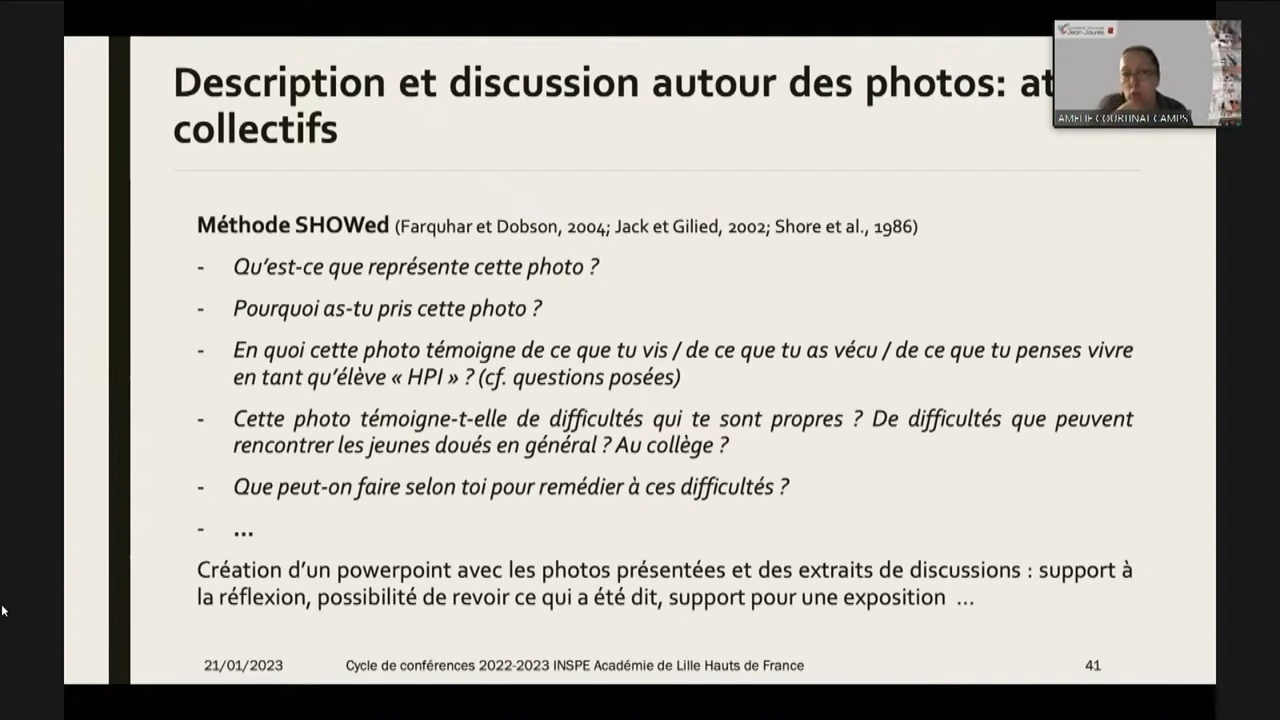 Description et discussion autour des photos: at
collectifs
Jean Jaurès
AMELIE COURTINAT CAMPS
Méthode SHOWed (Farquhar et Dobson, 2004; Jack et Gilied, 2002; Shore et al., 1986)
- Qu'est-ce que représente cette photo ?
- Pourquoi as-tu pris cette photo ?
- En quoi cette photo témoigne de ce que tu vis / de ce que tu as vécu / de ce que tu penses vivre
en tant qu'élève « HPI » ? (cf. questions posées)
- Cette photo témoigne-t-elle de difficultés qui te sont propres ? De difficultés que peuvent
rencontrer les jeunes doués en général ? Au collège ?
- Que peut-on faire selon toi pour remédier à ces difficultés ?
- ...
Création d'un powerpoint avec les photos présentées et des extraits de discussions : support à
la réflexion, possibilité de revoir ce qui a été dit, support pour une exposition ...
21/01/2023 Cycle de conférences 2022-2023 INSPE Académie de Lille Hauts de France 41